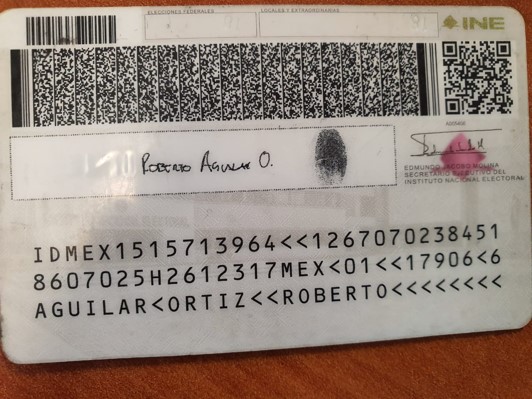 ELECCIONES FEDERALES LOCALES Y EXTRAORDINARIAS
INE
Roberto Aguilar O.
EDMUNDO JACOBO MOLINA
SECRETARIO EJECUTIVO DEL
INSTITUTO NACIONAL ELECTORAL
IDMEX1515713964<<1267070238451
8607025H2612317MEX<01<<17906<6
AGUILAR<ORTIZ<<ROBERTO<<<<<<<<